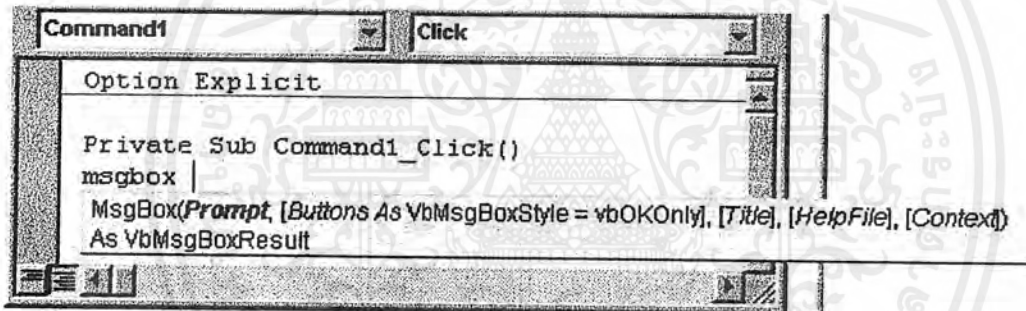 Command1 Click
Option Explicit
Private Sub Command1_Click()
msgbox
MsgBox(Prompt, [Buttons As VbMsgBoxStyle = vbOKOnly], [Title], [HelpFile], [Context])
As VbMsgBoxResult